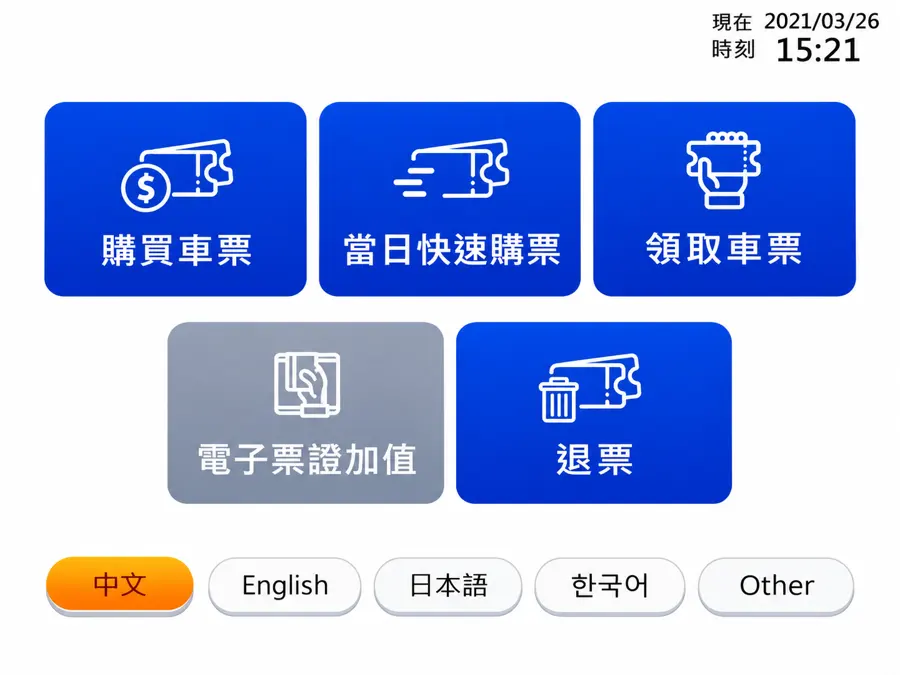 現在 2021/03/26
時刻 15:21
$
購買車票
當日快速購票
領取車票
電子票證加值
退票
中文
English
日本語
한국어
Other